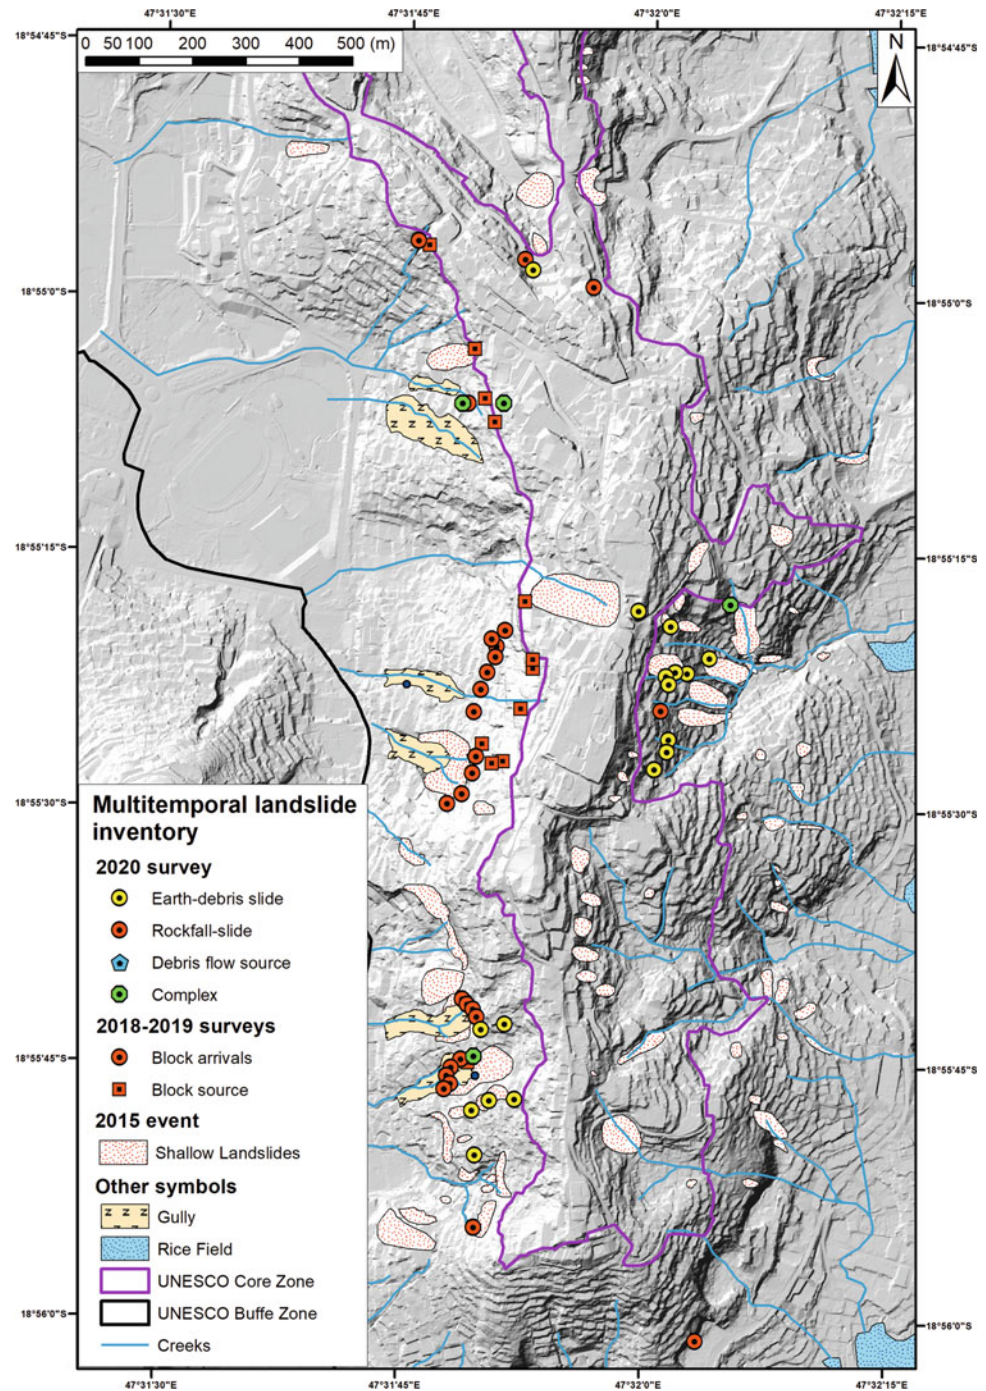 47°31'30"E 47°31'45"E 47°32'0"E 47°32'15"E
18°54'45"S 18°54'45"S
0 50 100 200 300 400 500 (m)
N
18°55'0"S 18°55'0"S
18°55'15"S 18°55'15"S
18°55'30"S 18°55'30"S
Multitemporal landslide
inventory
2020 survey
Earth-debris slide
Rockfall-slide
Debris flow source
Complex
2018-2019 surveys
Block arrivals
Block source
2015 event
Shallow Landslides
Other symbols
Z Z Z Gully
Rice Field
UNESCO Core Zone
UNESCO Buffe Zone
Creeks
18°55'45"S 18°55'45"S
18°56'0"S 18°56'0"S
47°31'30"E 47°31'45"E 47°32'0"E 47°32'15"E